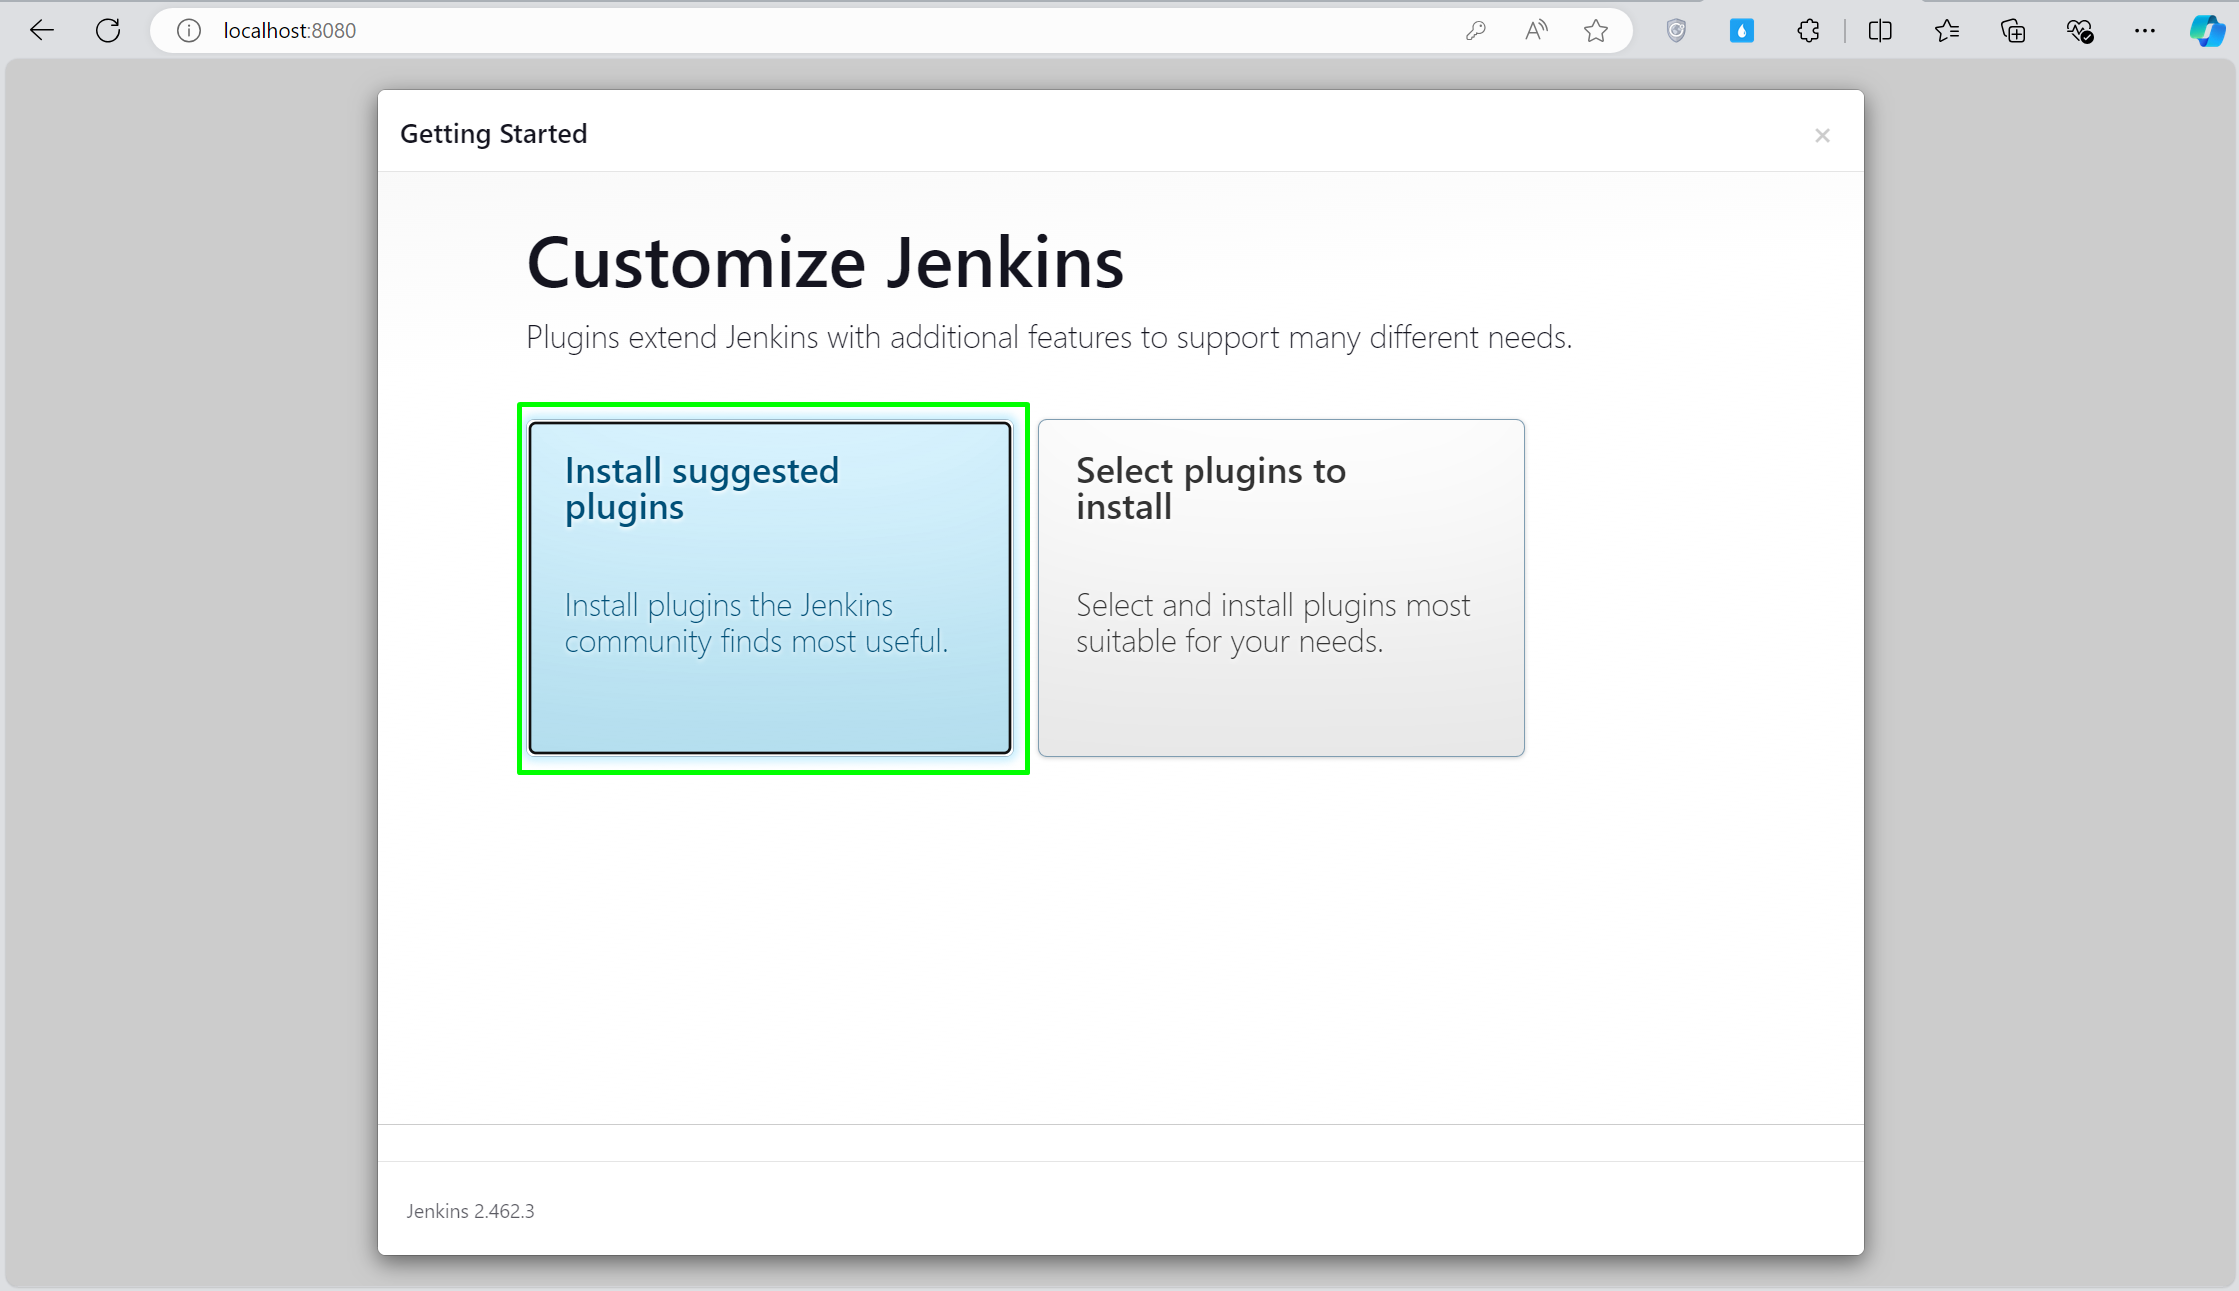 localhost:8080
Getting Started
×
Customize Jenkins
Plugins extend Jenkins with additional features to support many different needs.
Install suggested
plugins
Install plugins the Jenkins
community finds most useful.
Select plugins to
install
Select and install plugins most
suitable for your needs.
Jenkins 2.462.3